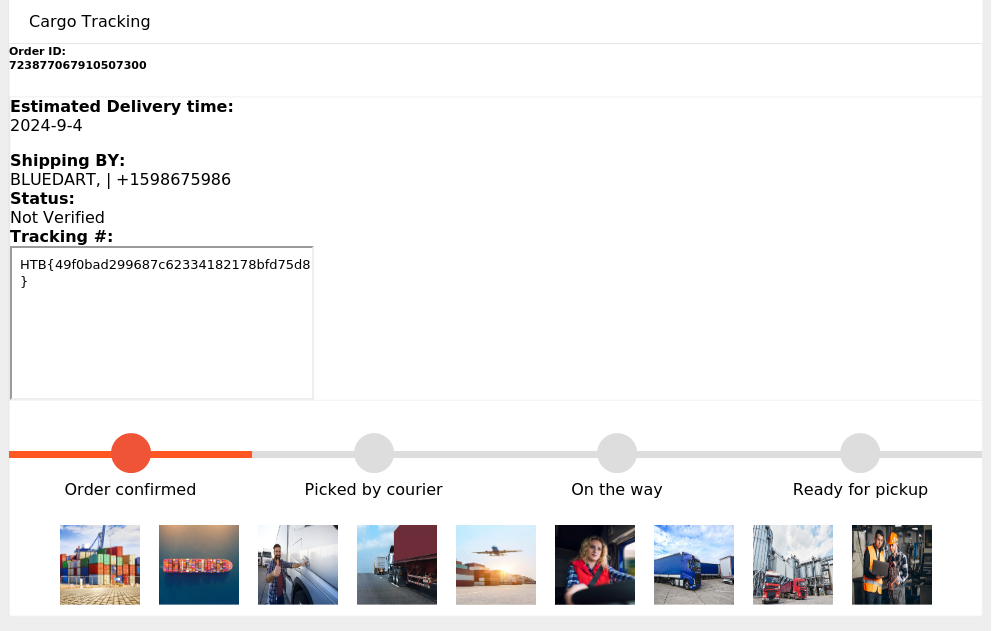 Cargo Tracking
Order ID:
723877067910507300
Estimated Delivery time:
2024-9-4
Shipping BY:
BLUEDART, | +1598675986
Status:
Not Verified
Tracking #:
HTB{49f0bad299687c62334182178bfd75d8
}
Order confirmed
Picked by courier
On the way
Ready for pickup